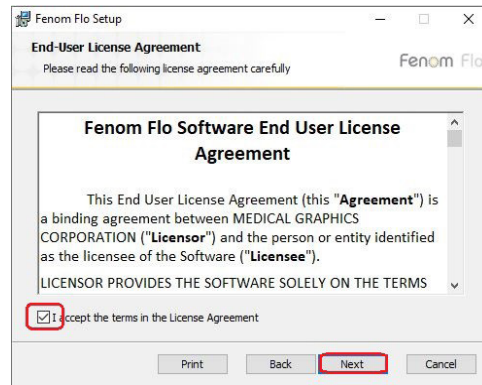 Fenom Flo Setup
End-User License Agreement
Please read the following license agreement carefully
Fenom Flo
Fenom Flo Software End User License
Agreement
This End User License Agreement (this "Agreement") is
a binding agreement between MEDICAL GRAPHICS
CORPORATION ("Licensor") and the person or entity identified
as the licensee of the Software ("Licensee").
LICENSOR PROVIDES THE SOFTWARE SOLELY ON THE TERMS
I accept the terms in the License Agreement
Print Back Next Cancel